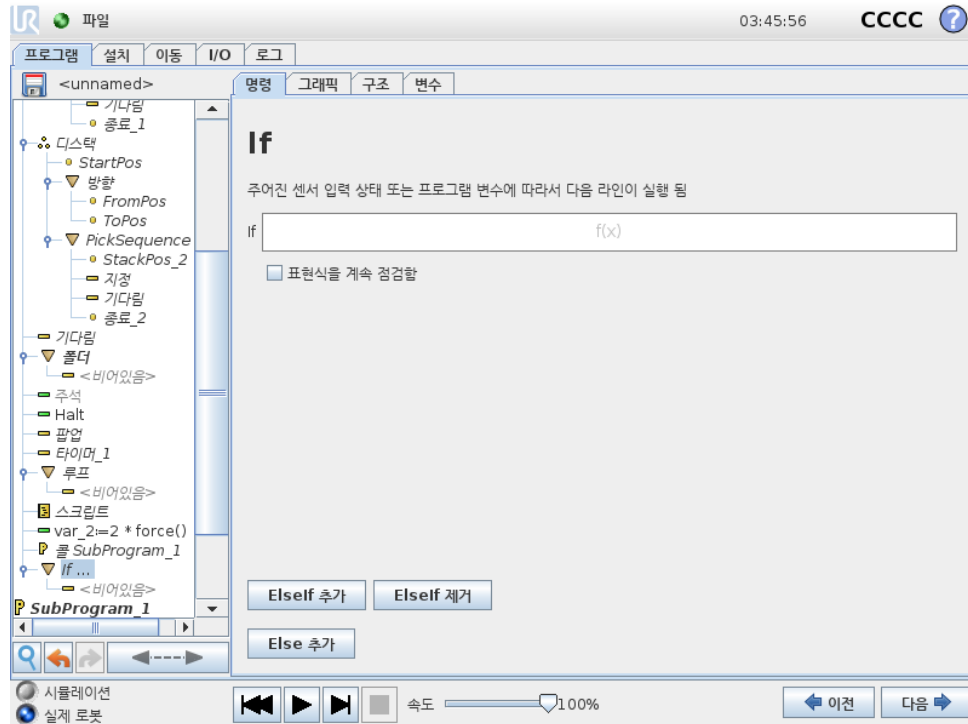 UR 파일 03:45:56 CCCC ?
프로그램 설치 이동 I/O 로그
<unnamed>
명령 그래픽 구조 변수
기다림
종료_1
디스택
StartPos
방향
FromPos
ToPos
PickSequence
StackPos_2
지정
기다림
종료_2
기다림
폴더
<비어있음>
주석
Halt
팝업
타이머_1
루프
<비어있음>
스크립트
var_2≔2 * force()
P 콜 SubProgram_1
If ...
<비어있음>
P SubProgram_1
If
주어진 센서 입력 상태 또는 프로그램 변수에 따라서 다음 라인이 실행 됨
If f(x)
표현식을 계속 점검함
ElseIf 추가 ElseIf 제거
Else 추가
시뮬레이션
실제 로봇
속도 100%
이전 다음